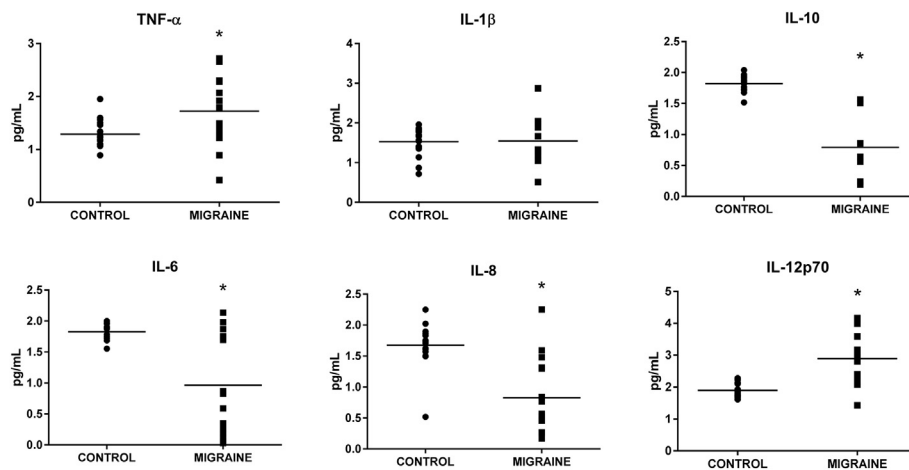 TNF-α
*
3
2
1
0
pg/mL
CONTROL MIGRAINE
IL-1β
4
3
2
1
0
pg/mL
CONTROL MIGRAINE
IL-10
*
2.5
2.0
1.5
1.0
0.5
0.0
pg/mL
CONTROL MIGRAINE
IL-6
*
2.5
2.0
1.5
1.0
0.5
0.0
pg/mL
CONTROL MIGRAINE
IL-8
*
2.5
2.0
1.5
1.0
0.5
0.0
pg/mL
CONTROL MIGRAINE
IL-12p70
*
5
4
3
2
1
0
pg/mL
CONTROL MIGRAINE